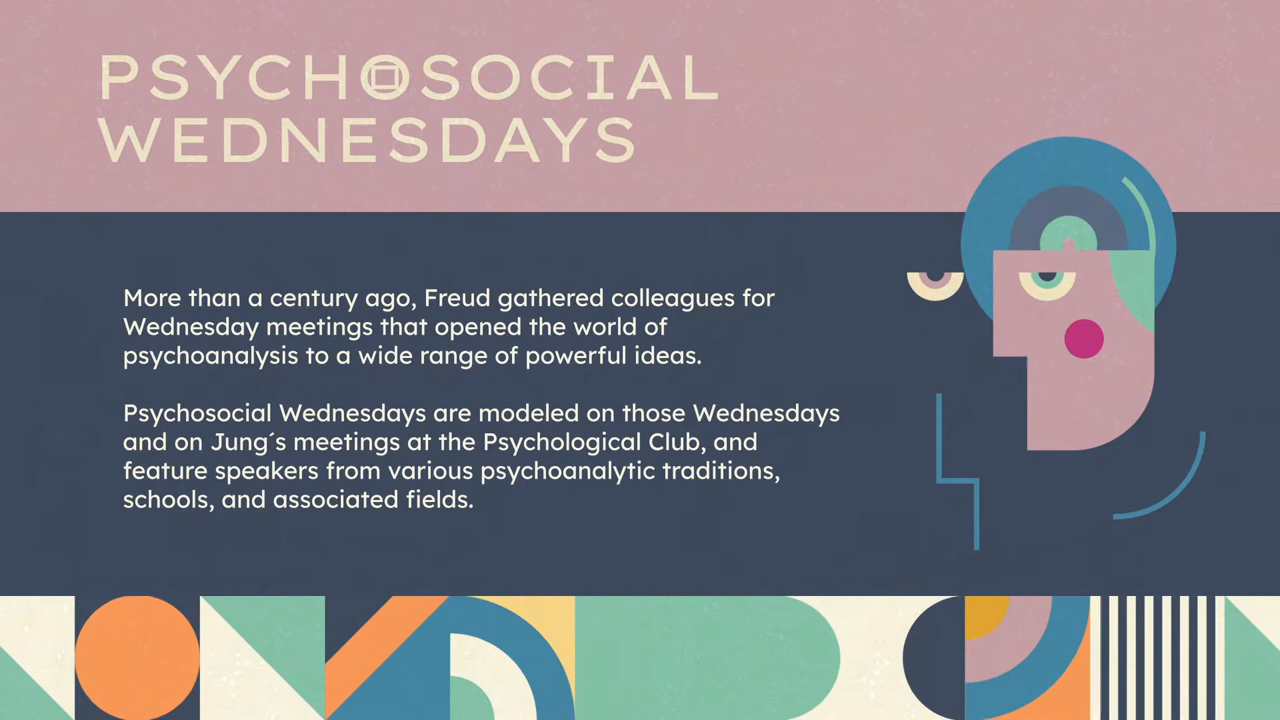 PSYCHOSOCIAL
WEDNESDAYS
More than a century ago, Freud gathered colleagues for
Wednesday meetings that opened the world of
psychoanalysis to a wide range of powerful ideas.
Psychosocial Wednesdays are modeled on those Wednesdays
and on Jung´s meetings at the Psychological Club, and
feature speakers from various psychoanalytic traditions,
schools, and associated fields.